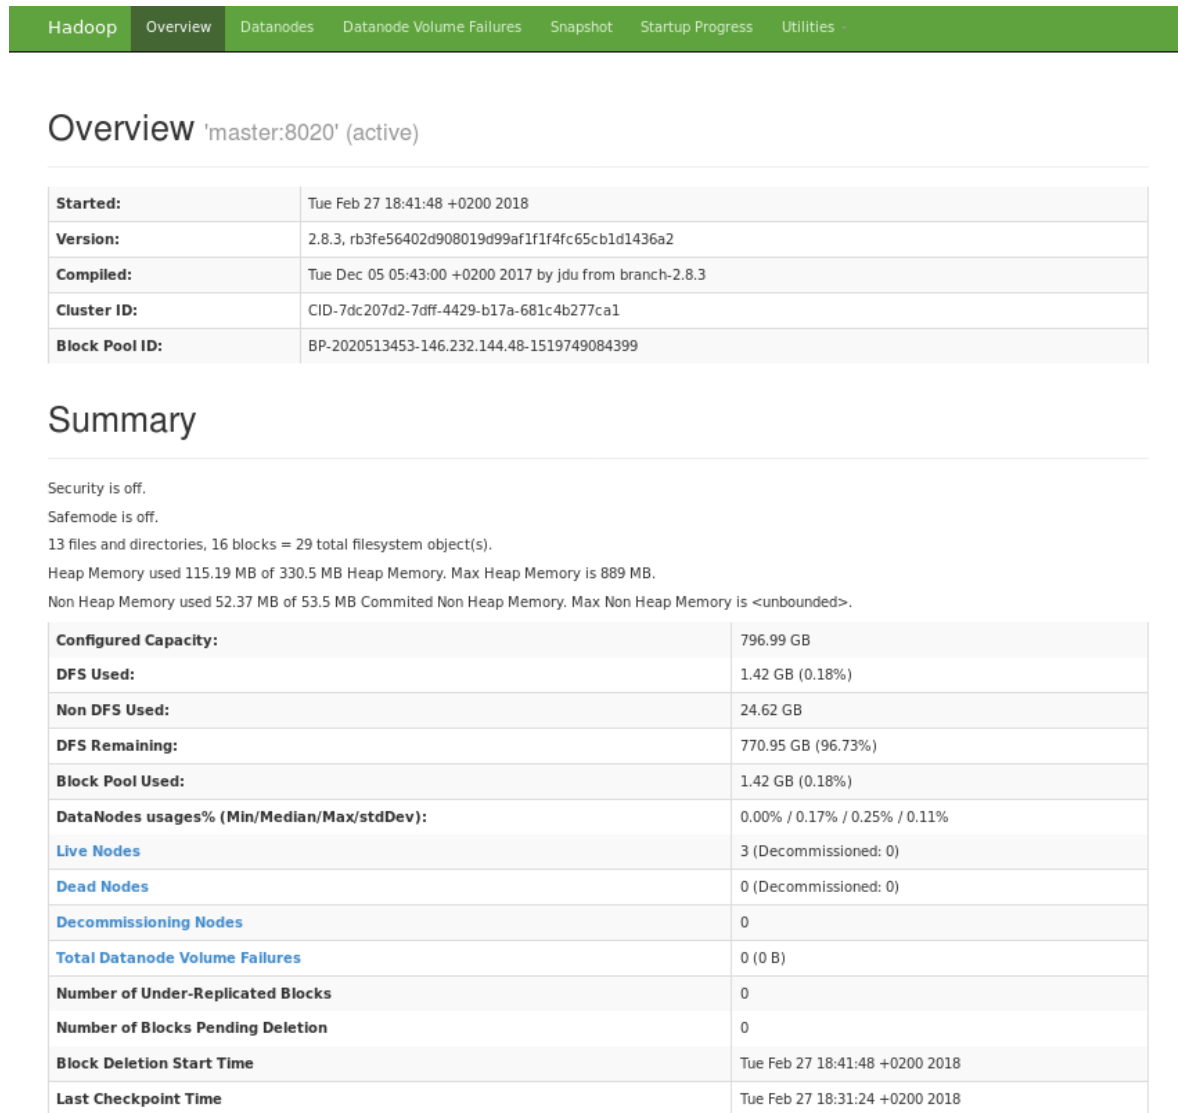 Hadoop Overview Datanodes Datanode Volume Failures Snapshot Startup Progress Utilities
Overview 'master:8020' (active)
Started: Tue Feb 27 18:41:48 +0200 2018
Version: 2.8.3, rb3fe56402d908019d99af1f1f4fc65cb1d1436a2
Compiled: Tue Dec 05 05:43:00 +0200 2017 by jdu from branch-2.8.3
Cluster ID: CID-7dc207d2-7dff-4429-b17a-681c4b277ca1
Block Pool ID: BP-2020513453-146.232.144.48-1519749084399
Summary
Security is off.
Safemode is off.
13 files and directories, 16 blocks = 29 total filesystem object(s).
Heap Memory used 115.19 MB of 330.5 MB Heap Memory. Max Heap Memory is 889 MB.
Non Heap Memory used 52.37 MB of 53.5 MB Commited Non Heap Memory. Max Non Heap Memory is <unbounded>.
Configured Capacity: 796.99 GB
DFS Used: 1.42 GB (0.18%)
Non DFS Used: 24.62 GB
DFS Remaining: 770.95 GB (96.73%)
Block Pool Used: 1.42 GB (0.18%)
DataNodes usages% (Min/Median/Max/stdDev): 0.00% / 0.17% / 0.25% / 0.11%
Live Nodes 3 (Decommissioned: 0)
Dead Nodes 0 (Decommissioned: 0)
Decommissioning Nodes 0
Total Datanode Volume Failures 0 (0 B)
Number of Under-Replicated Blocks 0
Number of Blocks Pending Deletion 0
Block Deletion Start Time Tue Feb 27 18:41:48 +0200 2018
Last Checkpoint Time Tue Feb 27 18:31:24 +0200 2018